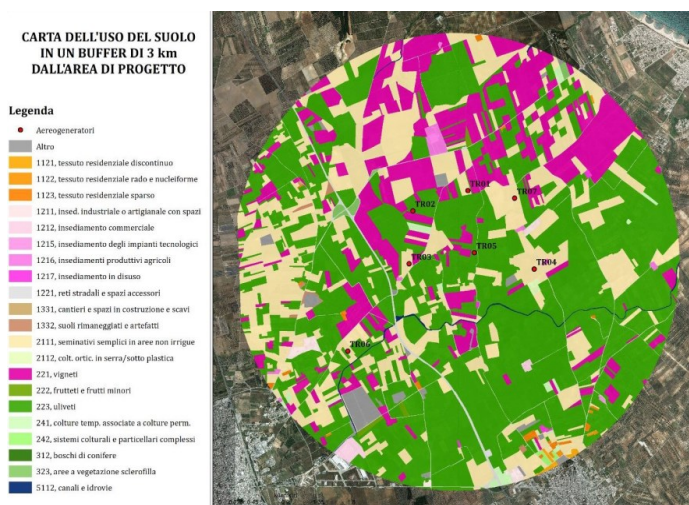 CARTA DELL'USO DEL SUOLO
IN UN BUFFER DI 3 km
DALL'AREA DI PROGETTO
Legenda
Aereogeneratori
Altro
1121, tessuto residenziale discontinuo
1122, tessuto residenziale rado e nucleiforme
1123, tessuto residenziale sparso
1211, insed. industriale o artigianale con spazi
1212, insediamento commerciale
1215, insediamento degli impianti tecnologici
1216, insediamenti produttivi agricoli
1217, insediamento in disuso
1221, reti stradali e spazi accessori
1331, cantieri e spazi in costruzione e scavi
1332, suoli rimaneggiati e artefatti
2111, seminativi semplici in aree non irrigue
2112, colt. ortic. in serra/sotto plastica
221, vigneti
222, frutteti e frutti minori
223, uliveti
241, colture temp. associate a colture perm.
242, sistemi colturali e particellari complessi
312, boschi di conifere
323, aree a vegetazione sclerofilla
5112, canali e idrovie
TR01
TR07
TR02
TR05
TR03
TR04
TR06